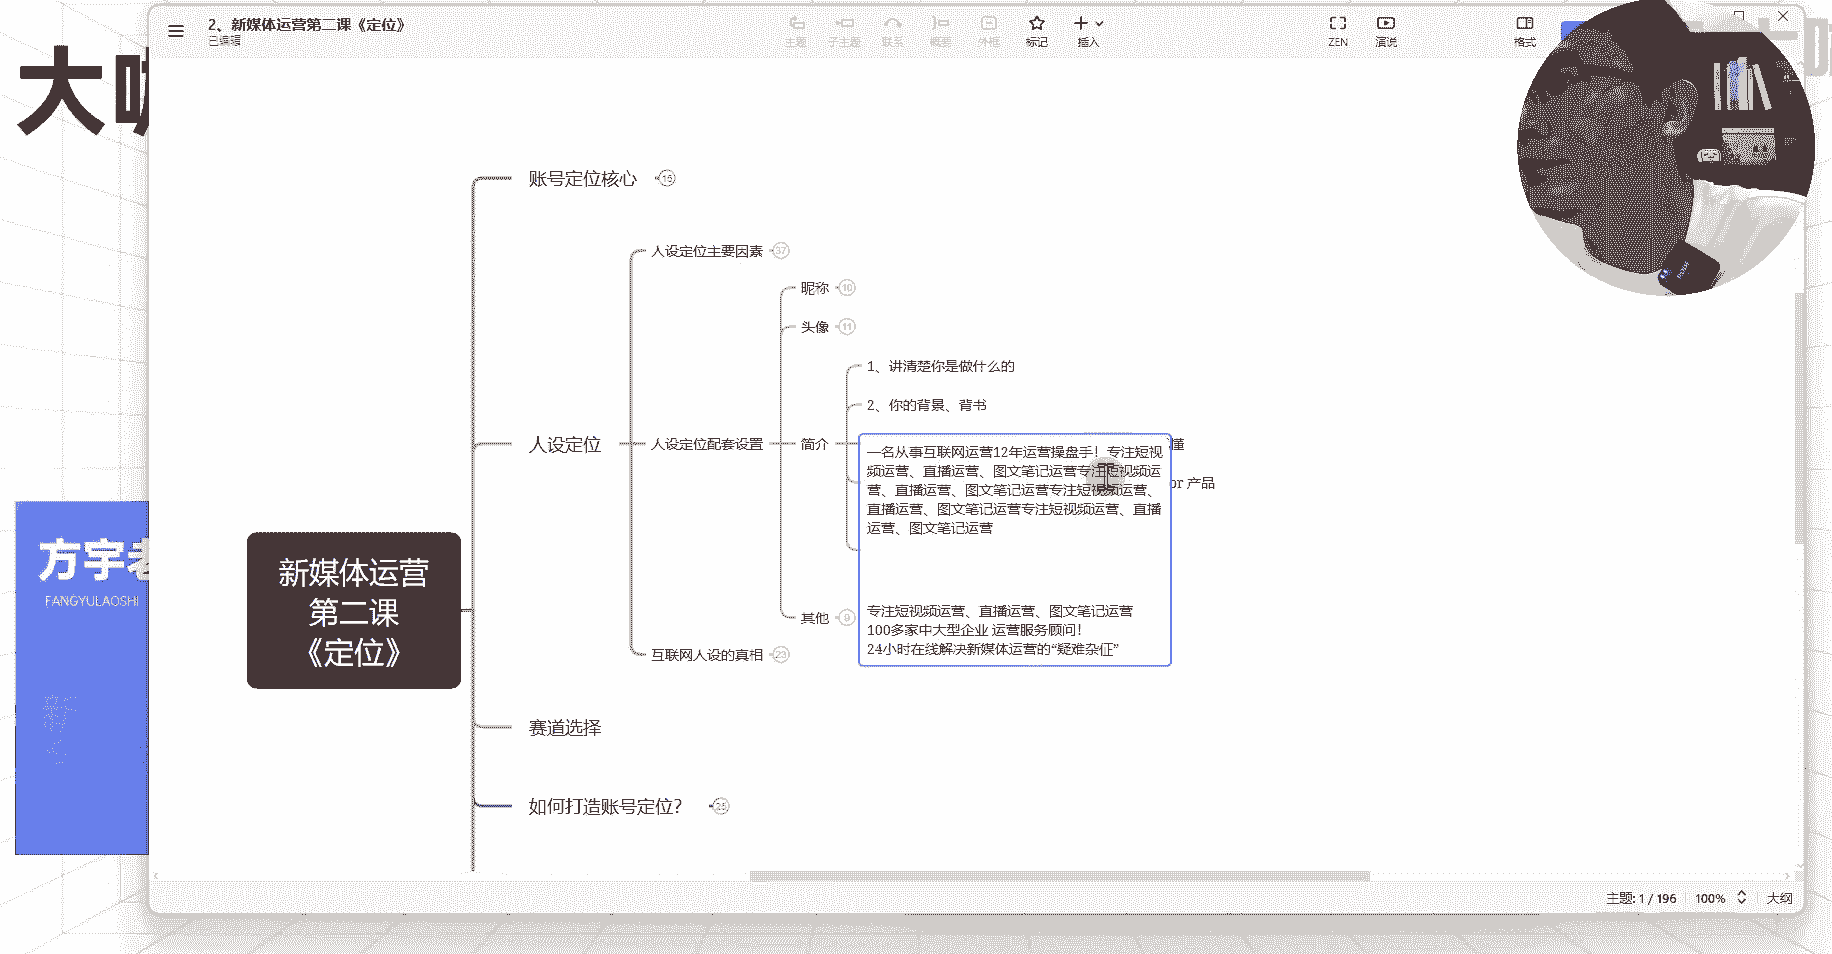 2、新媒体运营第二课《定位》
已编辑
主题
子主题
联系
概要
外框
标记
插入
ZEN
演说
格式
大
账号定位核心
15
人设定位主要因素
37
昵称
10
头像
11
1、讲清楚你是做什么的
2、你的背景、背书
人设定位
人设定位配套设置
简介
懂
一名从事互联网运营12年运营操盘手！专注短视
频运营、直播运营、图文笔记运营专注短视频运
营、直播运营、图文笔记运营专注短视频运营、
直播运营、图文笔记运营专注短视频运营、直播
运营、图文笔记运营
or 产品
专注短视频运营、直播运营、图文笔记运营
100多家中大型企业 运营服务顾问！
24小时在线解决新媒体运营的“疑难杂症”
其他
9
互联网人设的真相
23
新媒体运营
第二课
《定位》
方宇老
FANGYULAOSHI
赛道选择
如何打造账号定位？
25
主题: 1 / 196
100%
大纲